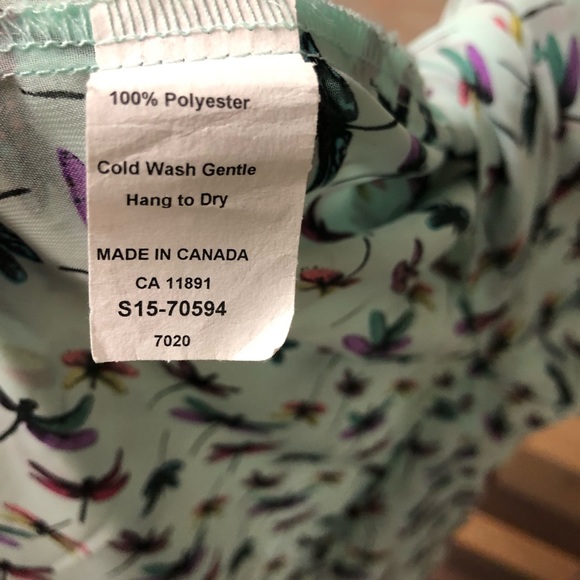 100% Polyester
Cold Wash Gentle
Hang to Dry
MADE IN CANADA
CA 11891
S15-70594
7020